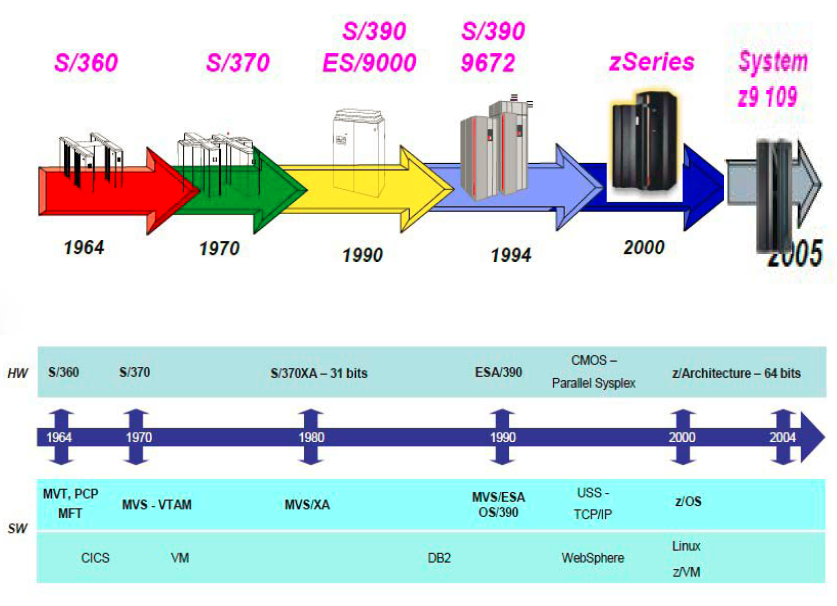 S/360
S/370
S/390
ES/9000
S/390
9672
zSeries
System
z9 109
1964
1970
1990
1994
2000
2005
HW
S/360
S/370
S/370XA – 31 bits
ESA/390
CMOS –
Parallel Sysplex
z/Architecture – 64 bits
1964
1970
1980
1990
2000
2004
SW
MVT, PCP
MFT
MVS - VTAM
MVS/XA
MVS/ESA
OS/390
USS -
TCP/IP
z/OS
CICS
VM
DB2
WebSphere
Linux
z/VM